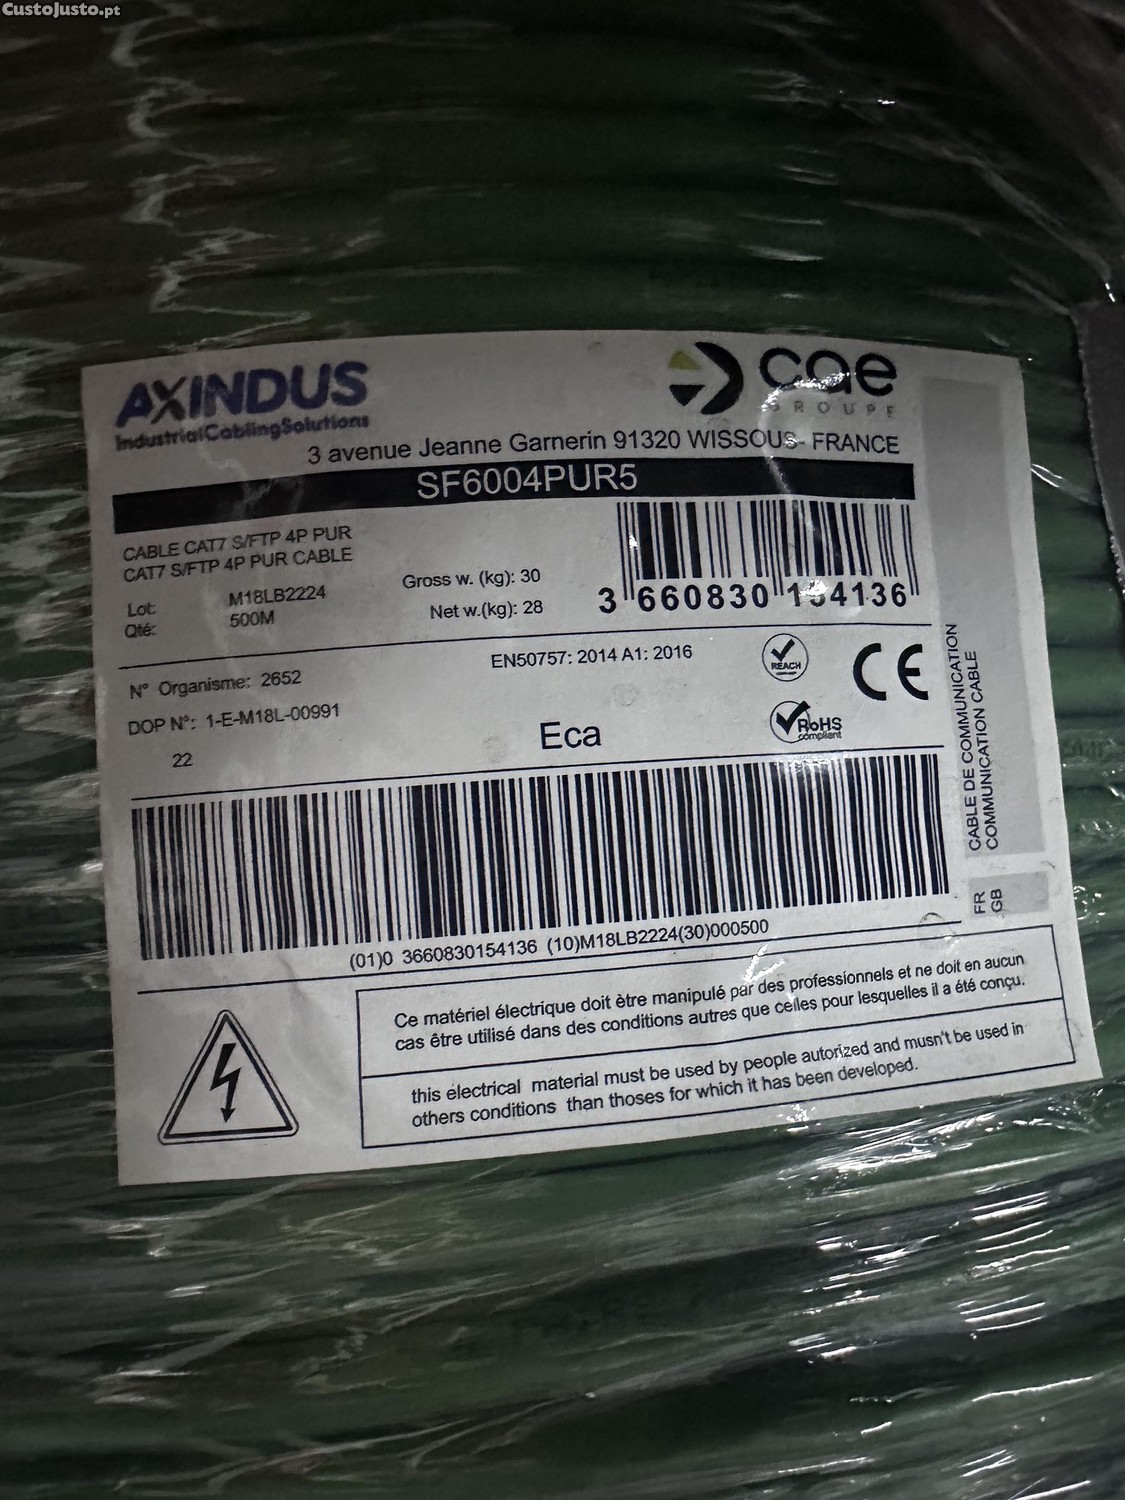 CustoJusto.pt
AXINDUS
IndustrialCablingSolutions
cae
GROUPE
3 avenue Jeanne Garnerin 91320 WISSOUS- FRANCE
SF6004PUR5
CABLE CAT7 S/FTP 4P PUR
CAT7 S/FTP 4P PUR CABLE
Lot: M18LB2224
Qté: 500M
Gross w. (kg): 30
Net w.(kg): 28
3 660830 154136
EN50757: 2014 A1: 2016
N° Organisme: 2652
DOP N°: 1-E-M18L-00991
22
Eca
REACH
RoHS
compliant
CE
CABLE DE COMMUNICATION
COMMUNICATION CABLE
FR
GB
(01)0 3660830154136 (10)M18LB2224(30)000500
Ce matériel électrique doit être manipulé par des professionnels et ne doit en aucun
cas être utilisé dans des conditions autres que celles pour lesquelles il a été conçu.
this electrical material must be used by people autorized and musn't be used in
others conditions than thoses for which it has been developed.